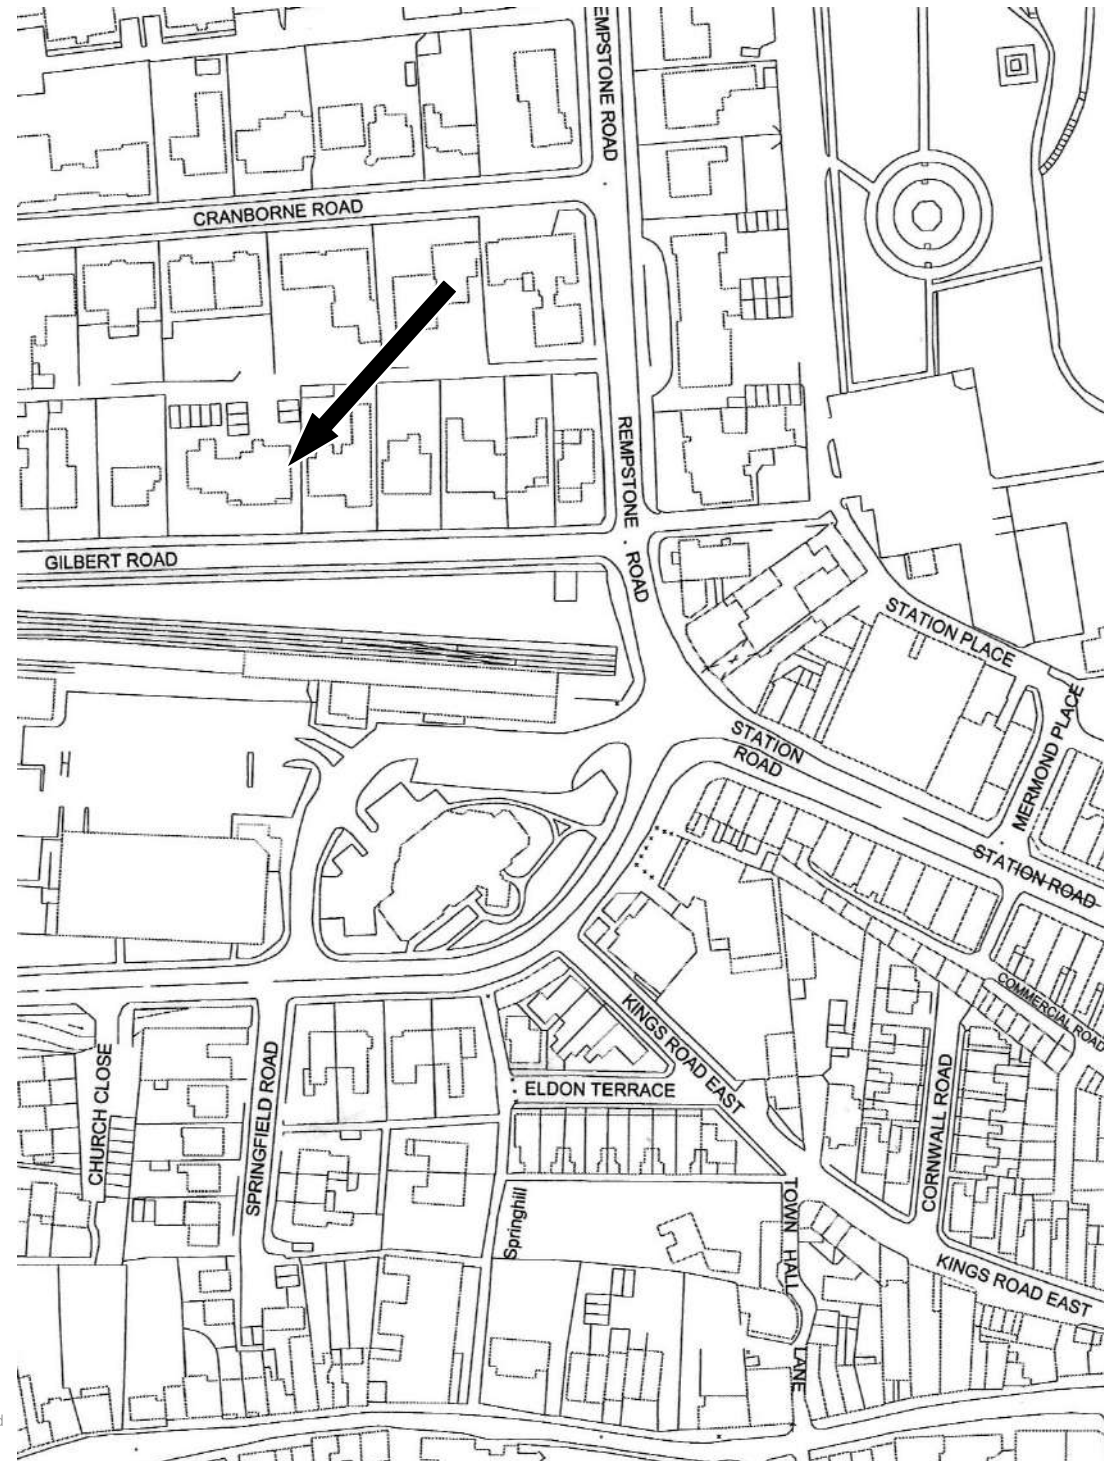 EMPSTONE ROAD
CRANBORNE ROAD
REMPSTONE ROAD
GILBERT ROAD
STATION PLACE
MERMOND PLACE
STATION
ROAD
STATION ROAD
COMMERCIAL ROAD
KINGS ROAD EAST
CHURCH CLOSE
SPRINGFIELD ROAD
ELDON TERRACE
CORNWALL ROAD
Springhill
TOWN HALL LANE
KINGS ROAD EAST
d